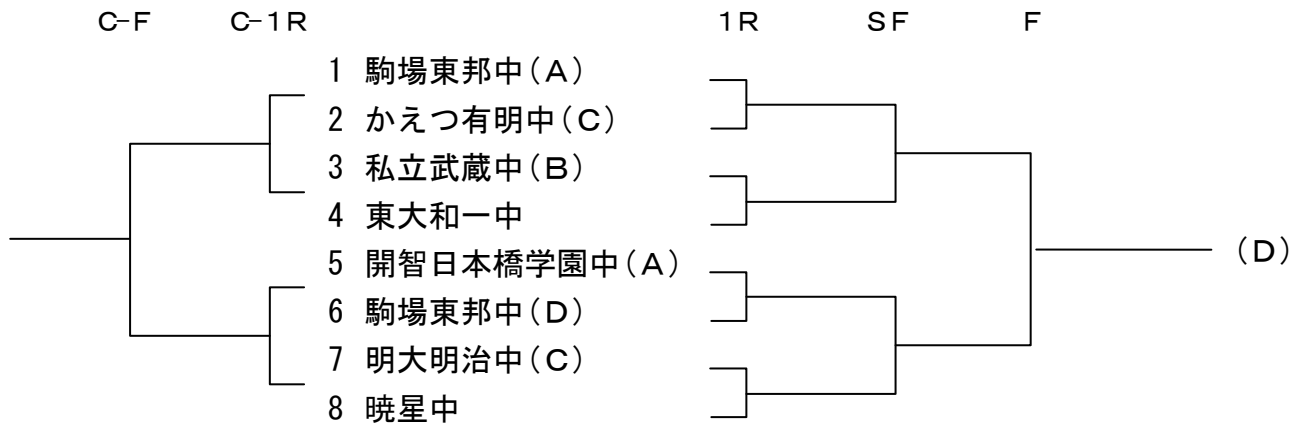 C-F C-1R 1R SF F
1 駒場東邦中(A)
2 かえつ有明中(C)
3 私立武蔵中(B)
4 東大和一中
5 開智日本橋学園中(A)
(D)
6 駒場東邦中(D)
7 明大明治中(C)
8 暁星中